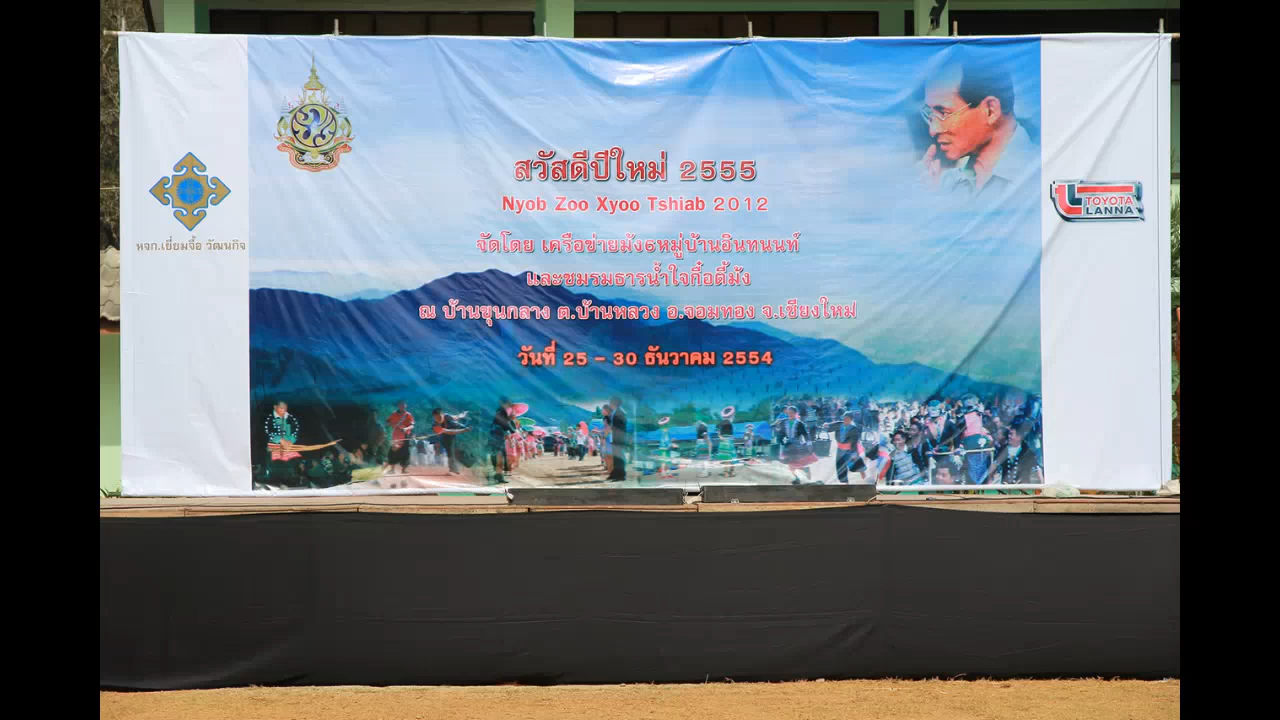 สวัสดีปีใหม่ 2555
Nyob Zoo Xyoo Tshiab 2012
จัดโดย เครือข่ายม้ง6หมู่บ้านอินทนนท์
และชมรมธารน้ำใจกื๋อตี้ม้ง
ณ บ้านขุนกลาง ต.บ้านหลวง อ.จอมทอง จ.เชียงใหม่
วันที่ 25 - 30 ธันวาคม 2554
หจก.เยี่ยมจื้อ วัฒนกิจ
TOYOTA
LANNA